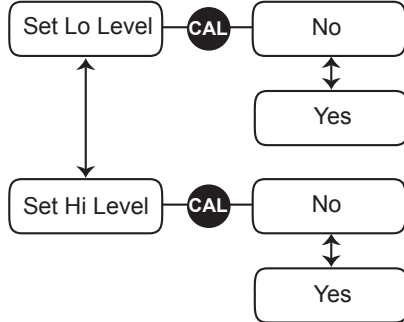 Set Lo Level CAL No
Yes
Set Hi Level CAL No
Yes